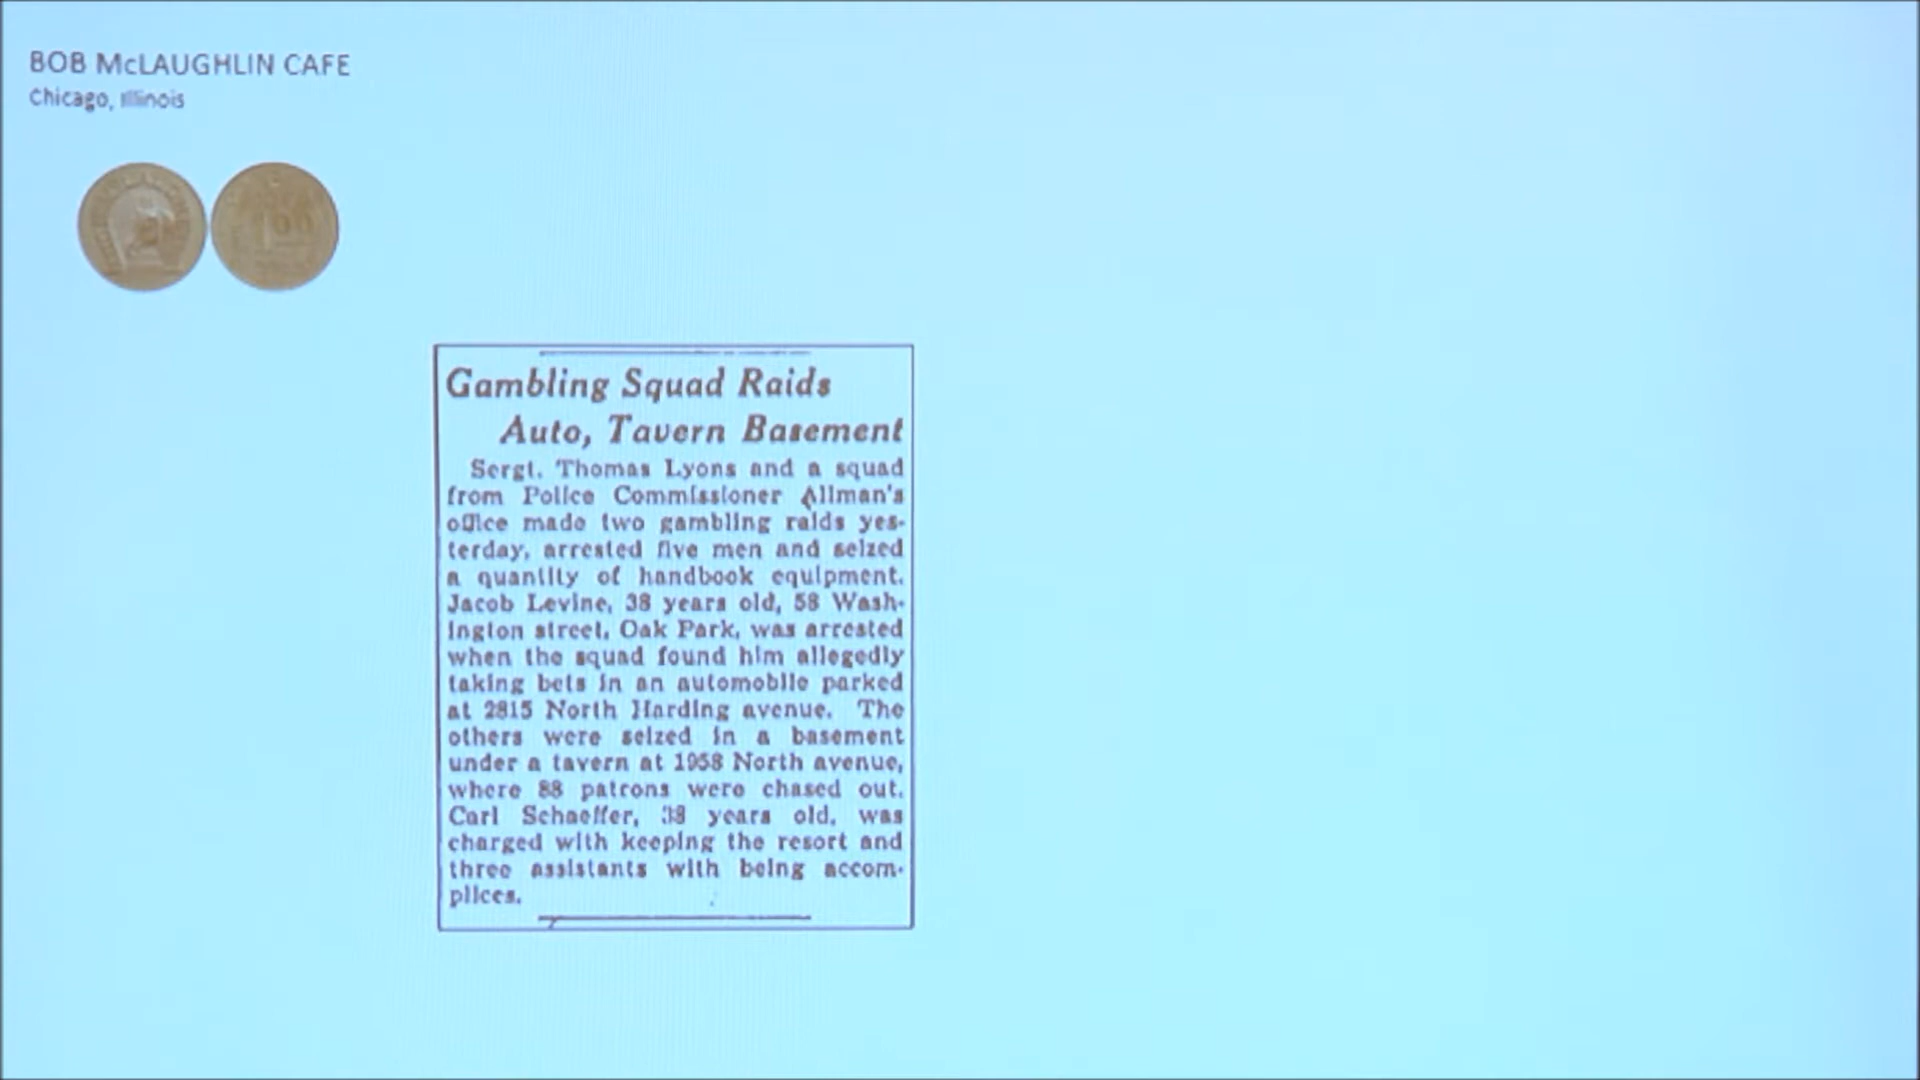 BOB McLAUGHLIN CAFE
Chicago, Illinois
100
Gambling Squad Raids
Auto, Tavern Basement
Sergt. Thomas Lyons and a squad
from Police Commissioner Allman's
office made two gambling raids yes-
terday, arrested five men and seized
a quantity of handbook equipment.
Jacob Levine, 38 years old, 58 Wash-
ington street, Oak Park, was arrested
when the squad found him allegedly
taking bets in an automobile parked
at 2815 North Harding avenue. The
others were seized in a basement
under a tavern at 1958 North avenue,
where 88 patrons were chased out.
Carl Schaeffer, 38 years old, was
charged with keeping the resort and
three assistants with being accom-
plices.